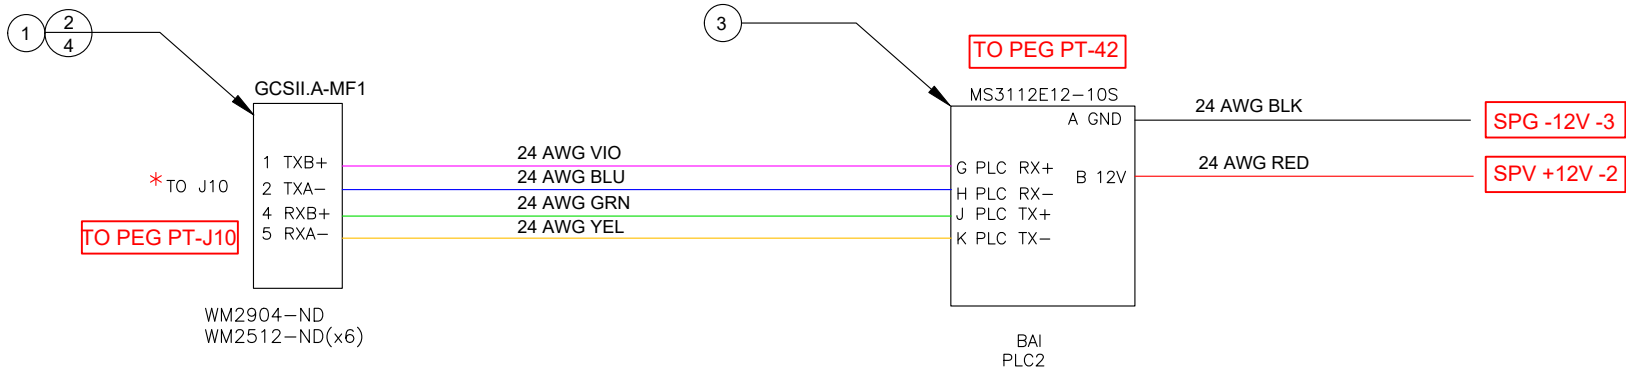 1
2
4
3
TO PEG PT-42
GCSII.A-MF1
MS3112E12-10S
A GND
24 AWG BLK
SPG -12V -3
1 TXB+
24 AWG VIO
G PLC RX+
B 12V
24 AWG RED
SPV +12V -2
*TO J10
2 TXA-
24 AWG BLU
H PLC RX-
4 RXB+
24 AWG GRN
J PLC TX+
TO PEG PT-J10
5 RXA-
24 AWG YEL
K PLC TX-
WM2904-ND
WM2512-ND(x6)
BAI
PLC2